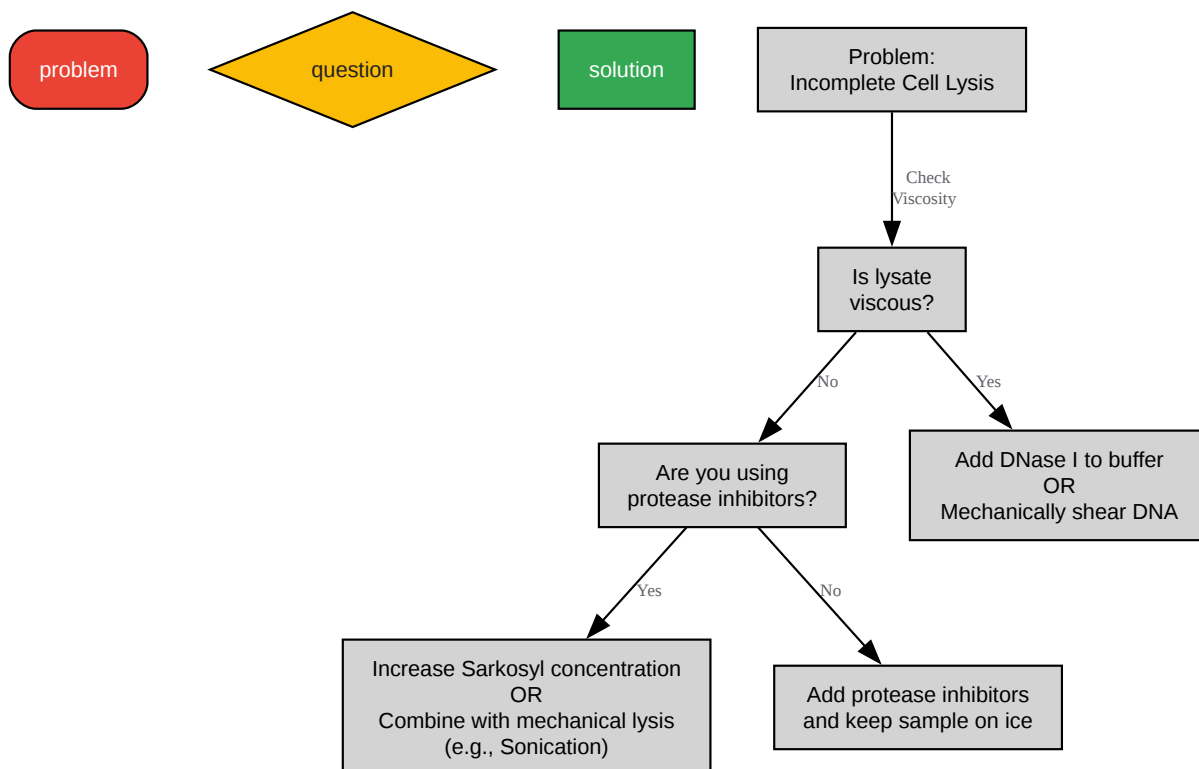 problem
question
solution
Problem:
Incomplete Cell Lysis
Check
Viscosity
Is lysate
viscous?
No
Yes
Are you using
protease inhibitors?
Add DNase I to buffer
OR
Mechanically shear DNA
Yes
No
Increase Sarkosyl concentration
OR
Combine with mechanical lysis
(e.g., Sonication)
Add protease inhibitors
and keep sample on ice